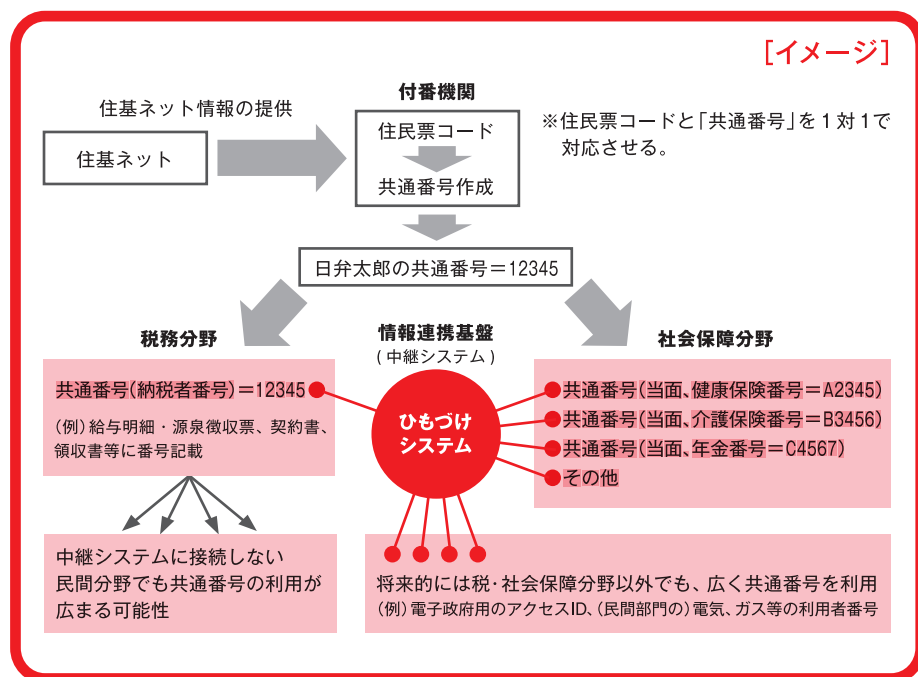 [イメージ]
付番機関
住基ネット情報の提供
住基ネット
住民票コード
共通番号作成
※住民票コードと「共通番号」を1対1で
対応させる。
日弁太郎の共通番号＝12345
税務分野
情報連携基盤
(中継システム)
社会保障分野
共通番号(納税者番号)＝12345
(例)給与明細・源泉徴収票、契約書、
領収書等に番号記載
ひもづけ
システム
共通番号(当面、健康保険番号＝A2345)
共通番号(当面、介護保険番号＝B3456)
共通番号(当面、年金番号＝C4567)
その他
中継システムに接続しない
民間分野でも共通番号の利用が
広まる可能性
将来的には税・社会保障分野以外でも、広く共通番号を利用
(例)電子政府用のアクセスID、(民間部門の)電気、ガス等の利用者番号